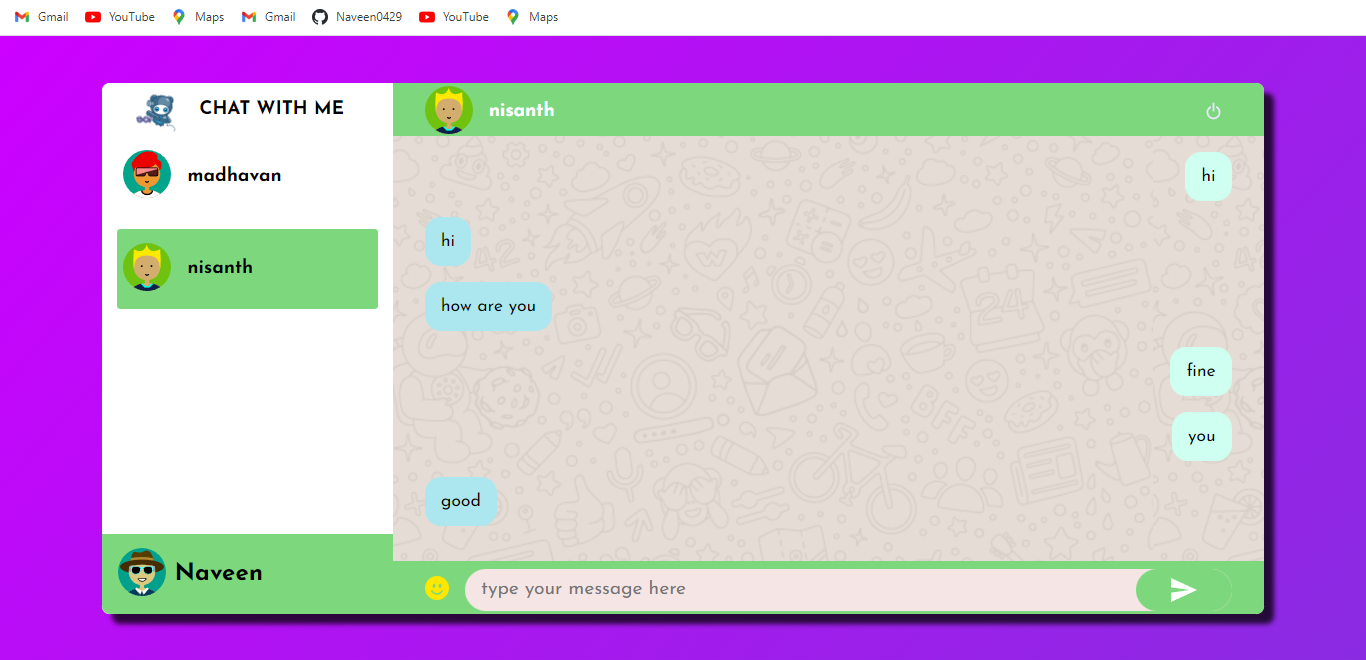 Gmail YouTube Maps Gmail Naveen0429 YouTube Maps
CHAT WITH ME
madhavan
nisanth
Naveen
nisanth
hi
hi
how are you
fine
you
good
type your message here